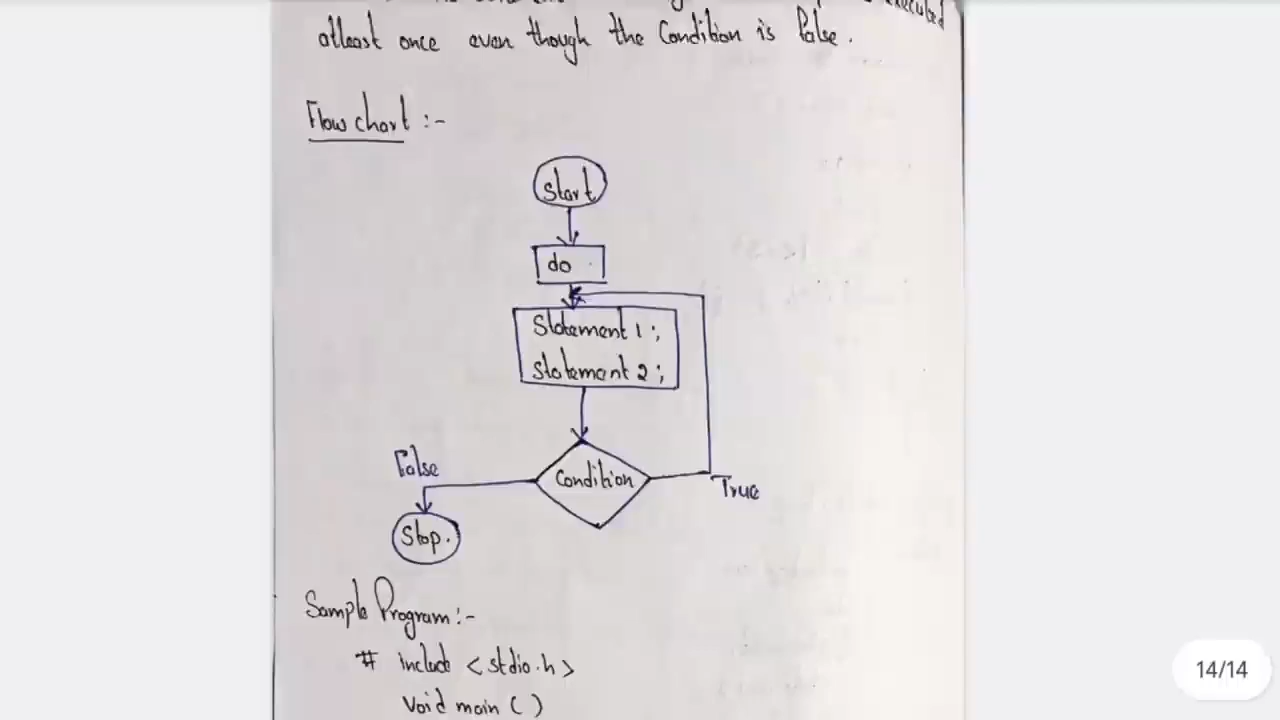 executed
atleast once even though the Condition is False.
Flow chart :-
Start
do
Statement 1 ;
Statement 2 ;
Condition
False
True
Stop.
Sample Program :-
# include <stdio.h>
Void main ( )
14/14